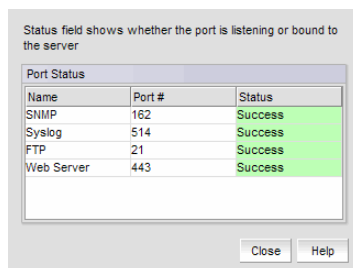 Status field shows whether the port is listening or bound to
the server
Port Status
Name Port # Status
SNMP 162 Success
Syslog 514 Success
FTP 21 Success
Web Server 443 Success
Close Help